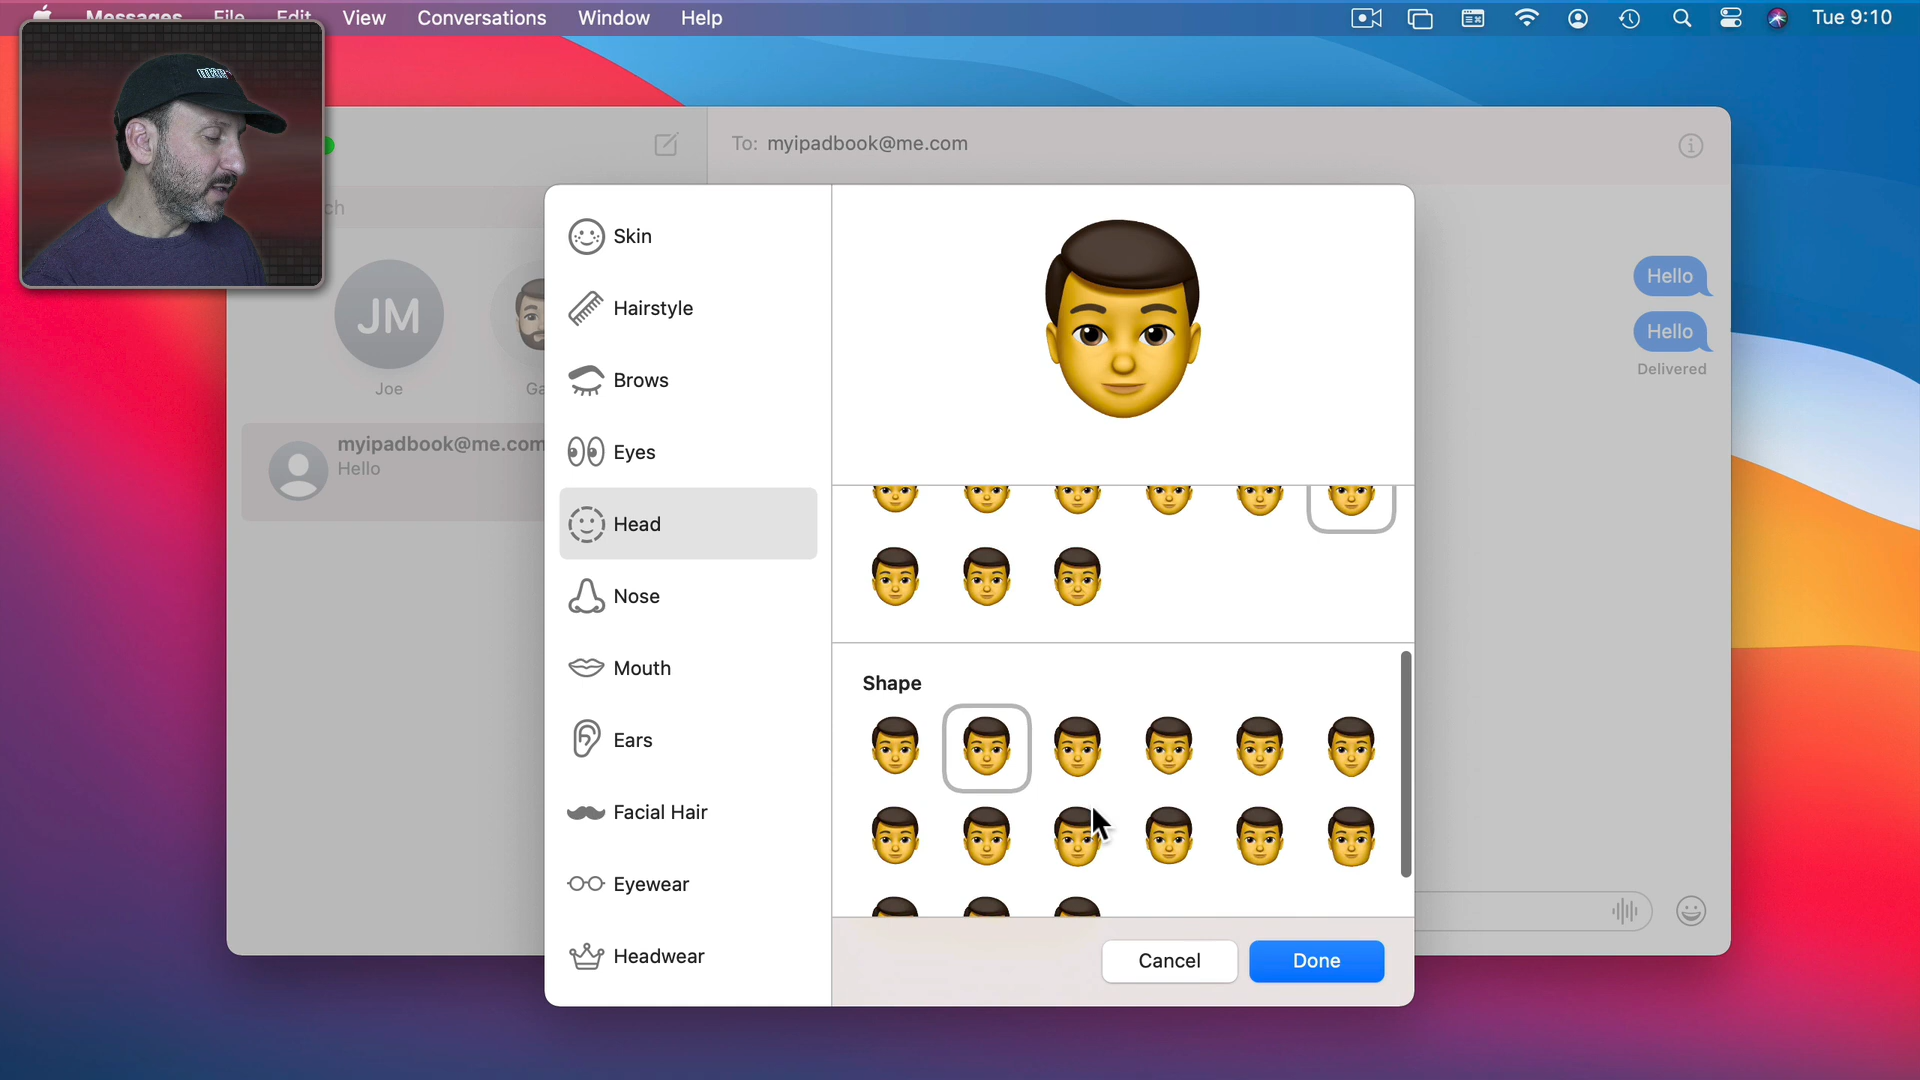 Messages File Edit View Conversations Window Help Tue 9:10
To: myipadbook@me.com
JM
Joe
Ga
myipadbook@me.com
Hello
Skin
Hairstyle
Brows
Eyes
Head
Nose
Mouth
Ears
Facial Hair
Eyewear
Headwear
Shape
Cancel
Done
Hello
Hello
Delivered